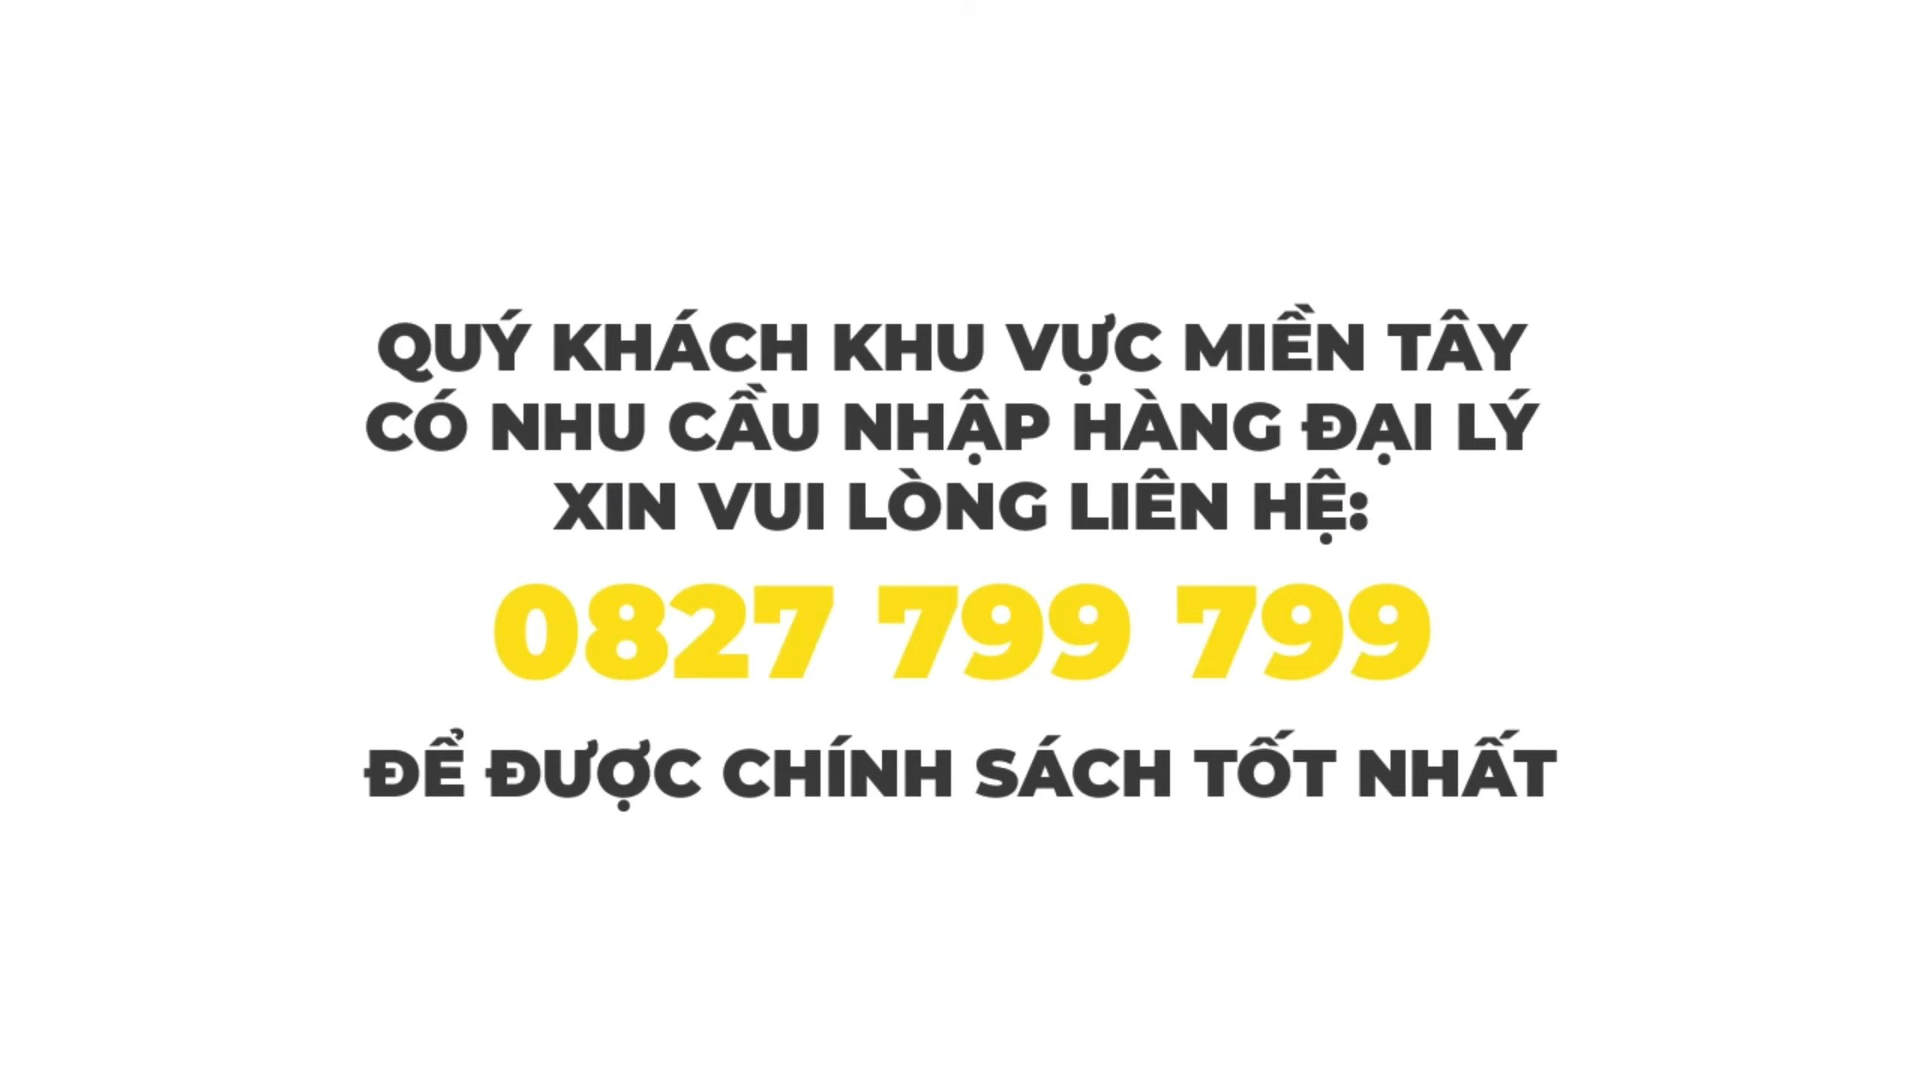 QUÝ KHÁCH KHU VỰC MIỀN TÂY
CÓ NHU CẦU NHẬP HÀNG ĐẠI LÝ
XIN VUI LÒNG LIÊN HỆ:
0827 799 799
ĐỂ ĐƯỢC CHÍNH SÁCH TỐT NHẤT